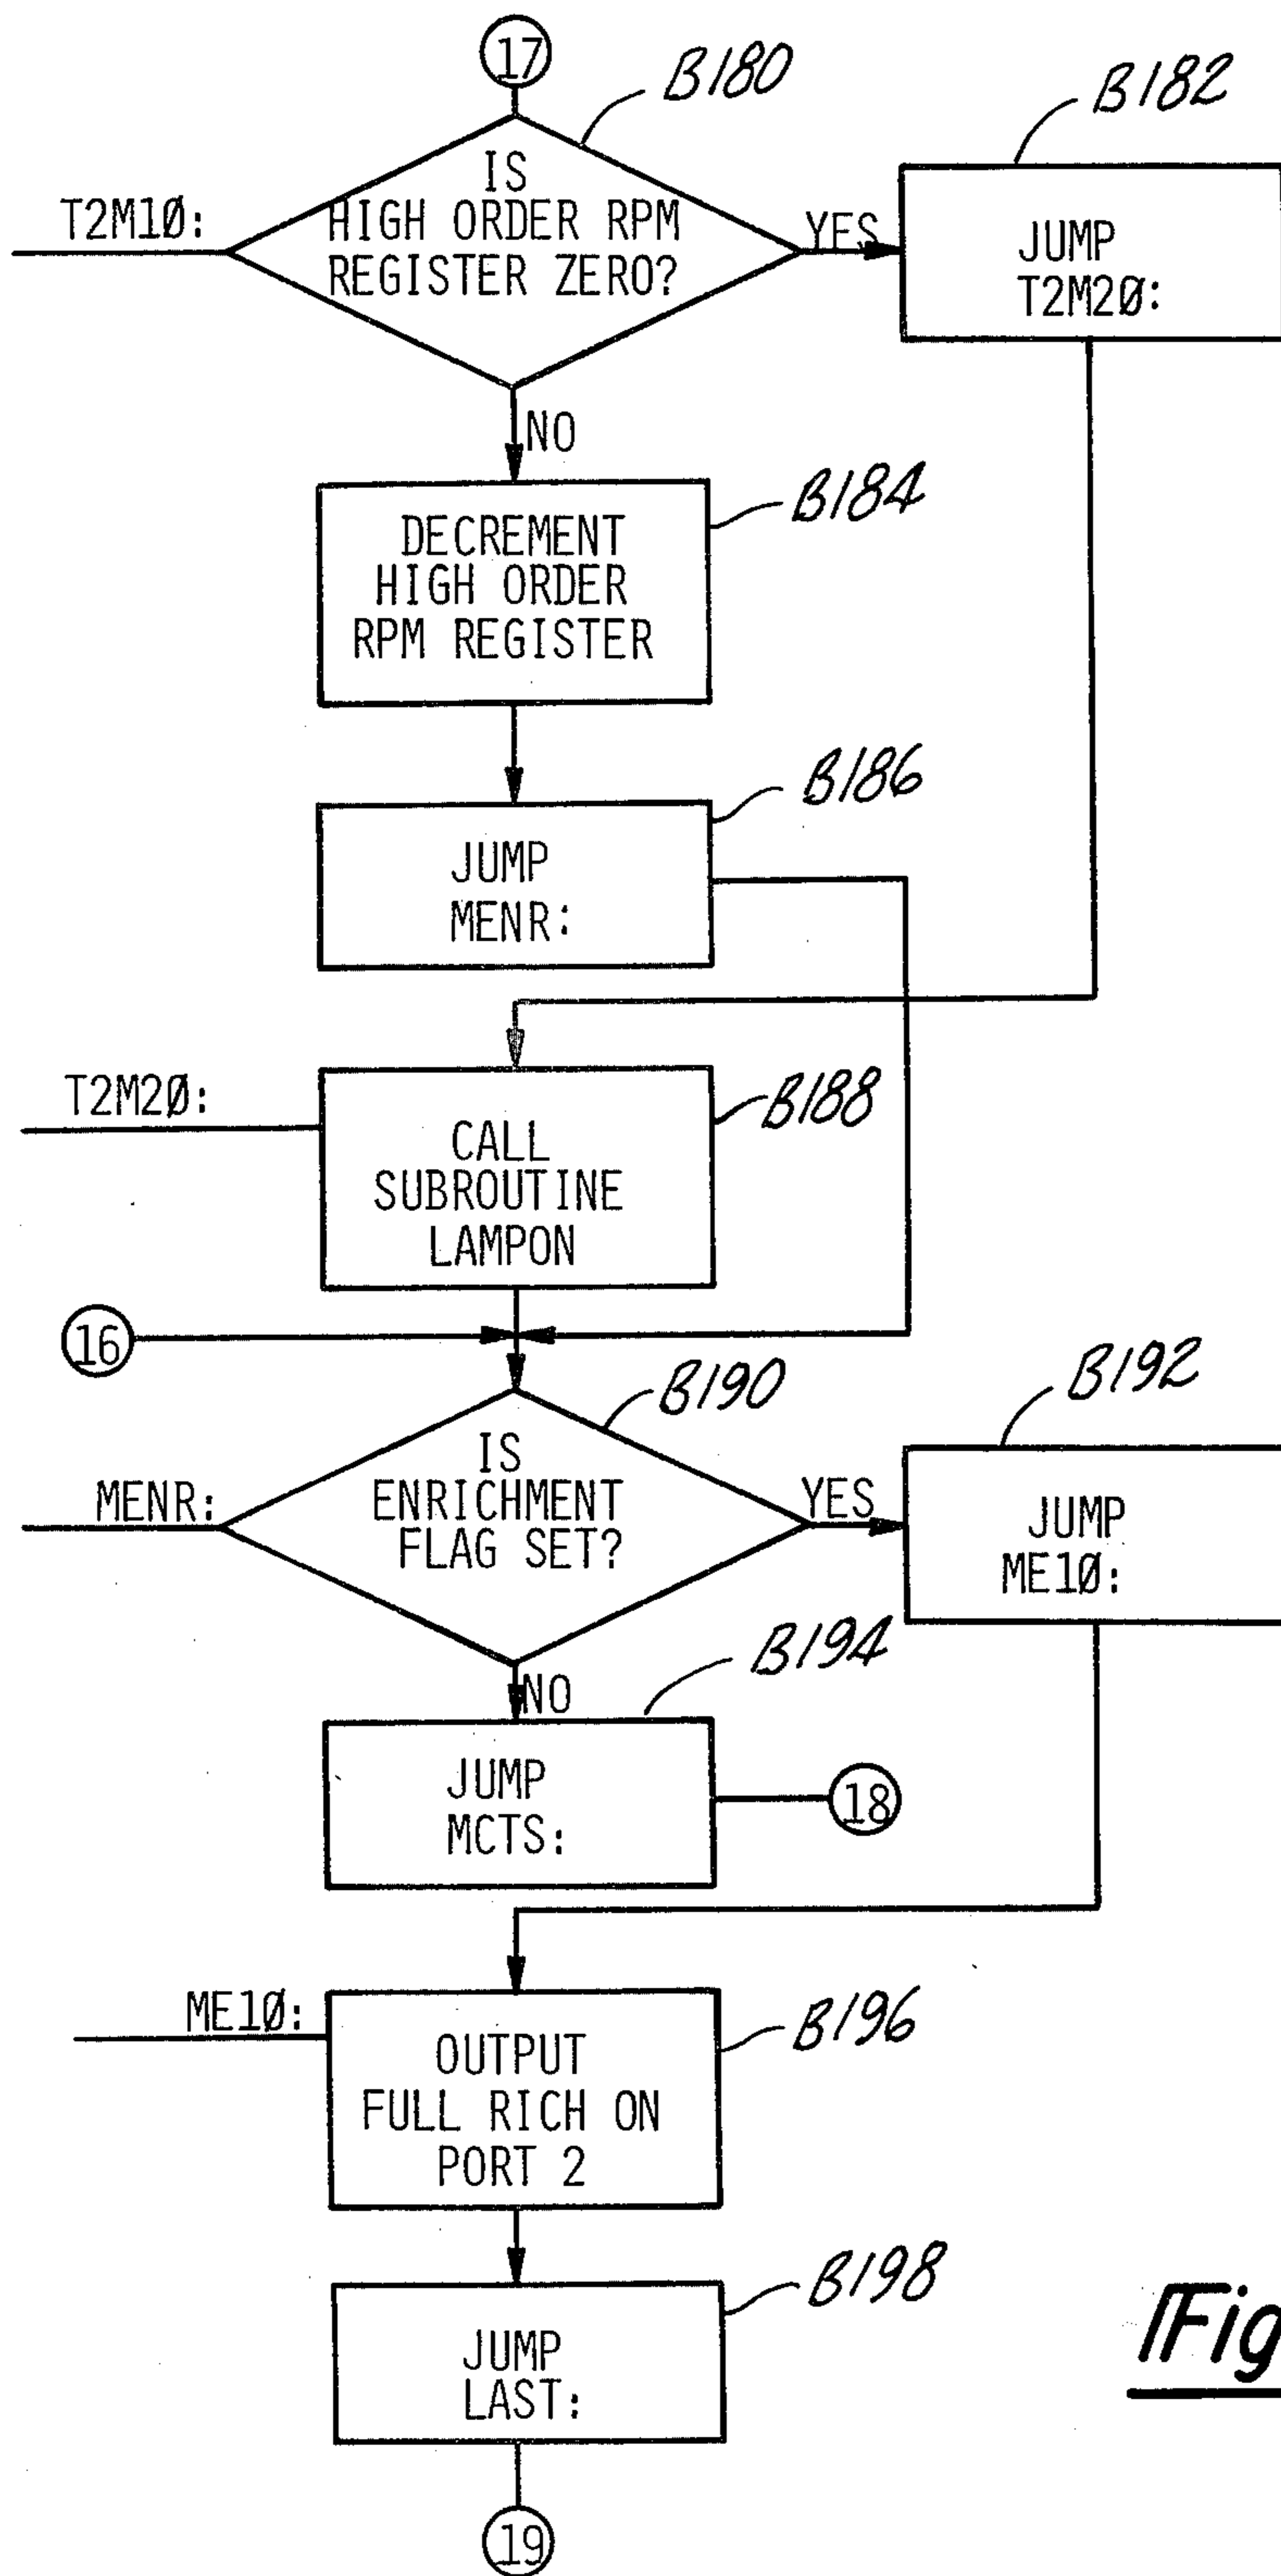 17
B180
B182
T2M1Ø:
IS
HIGH ORDER RPM
REGISTER ZERO?
YES
JUMP
T2M2Ø:
NO
B184
DECREMENT
HIGH ORDER
RPM REGISTER
B186
JUMP
MENR:
T2M2Ø:
B188
CALL
SUBROUTINE
LAMPON
16
B190
B192
MENR:
IS
ENRICHMENT
FLAG SET?
YES
JUMP
ME1Ø:
B194
NO
JUMP
MCTS:
18
ME1Ø:
B196
OUTPUT
FULL RICH ON
PORT 2
B198
JUMP
LAST:
Fig
19